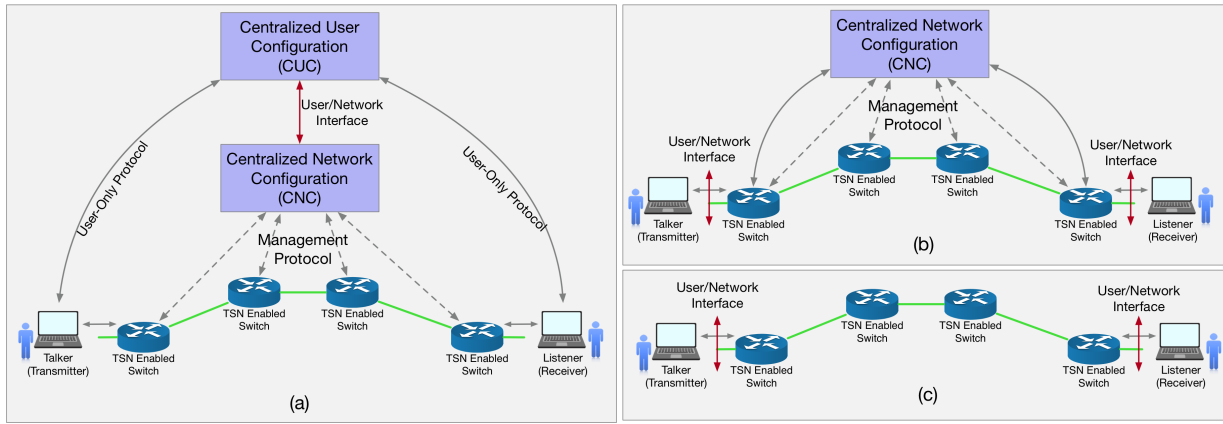 Centralized User
Configuration
(CUC)
User/Network
Interface
User-Only Protocol
User-Only Protocol
Centralized Network
Configuration
(CNC)
Management
Protocol
TSN Enabled
Switch
TSN Enabled
Switch
Talker
(Transmitter)
TSN Enabled
Switch
TSN Enabled
Switch
Listener
(Receiver)
(a)
Centralized Network
Configuration
(CNC)
Management
Protocol
User/Network
Interface
User/Network
Interface
TSN Enabled
Switch
TSN Enabled
Switch
Talker
(Transmitter)
TSN Enabled
Switch
TSN Enabled
Switch
Listener
(Receiver)
(b)
User/Network
Interface
User/Network
Interface
TSN Enabled
Switch
TSN Enabled
Switch
Talker
(Transmitter)
TSN Enabled
Switch
TSN Enabled
Switch
Listener
(Receiver)
(c)